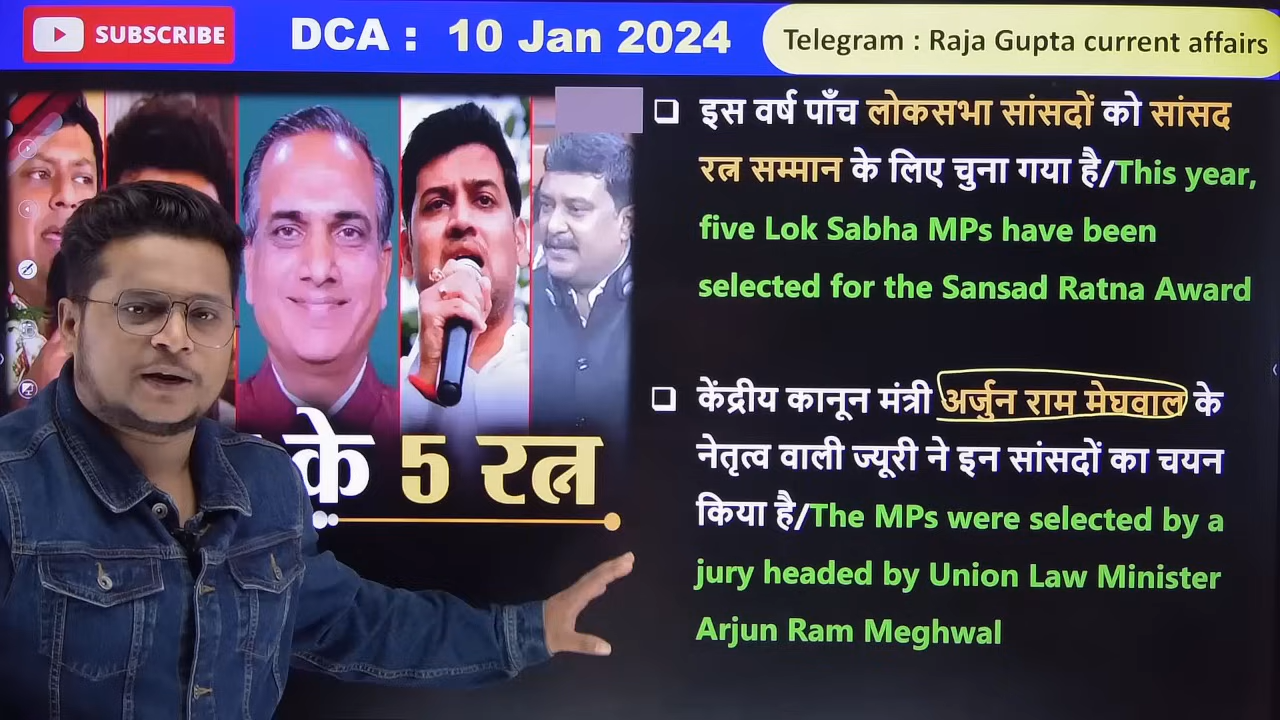 SUBSCRIBE
DCA : 10 Jan 2024
Telegram : Raja Gupta current affairs
इस वर्ष पाँच लोकसभा सांसदों को सांसद
रत्न सम्मान के लिए चुना गया है/This year,
five Lok Sabha MPs have been
selected for the Sansad Ratna Award
केंद्रीय कानून मंत्री अर्जुन राम मेघवाल के
नेतृत्व वाली ज्यूरी ने इन सांसदों का चयन
किया है/The MPs were selected by a
jury headed by Union Law Minister
Arjun Ram Meghwal
के 5 रत्न